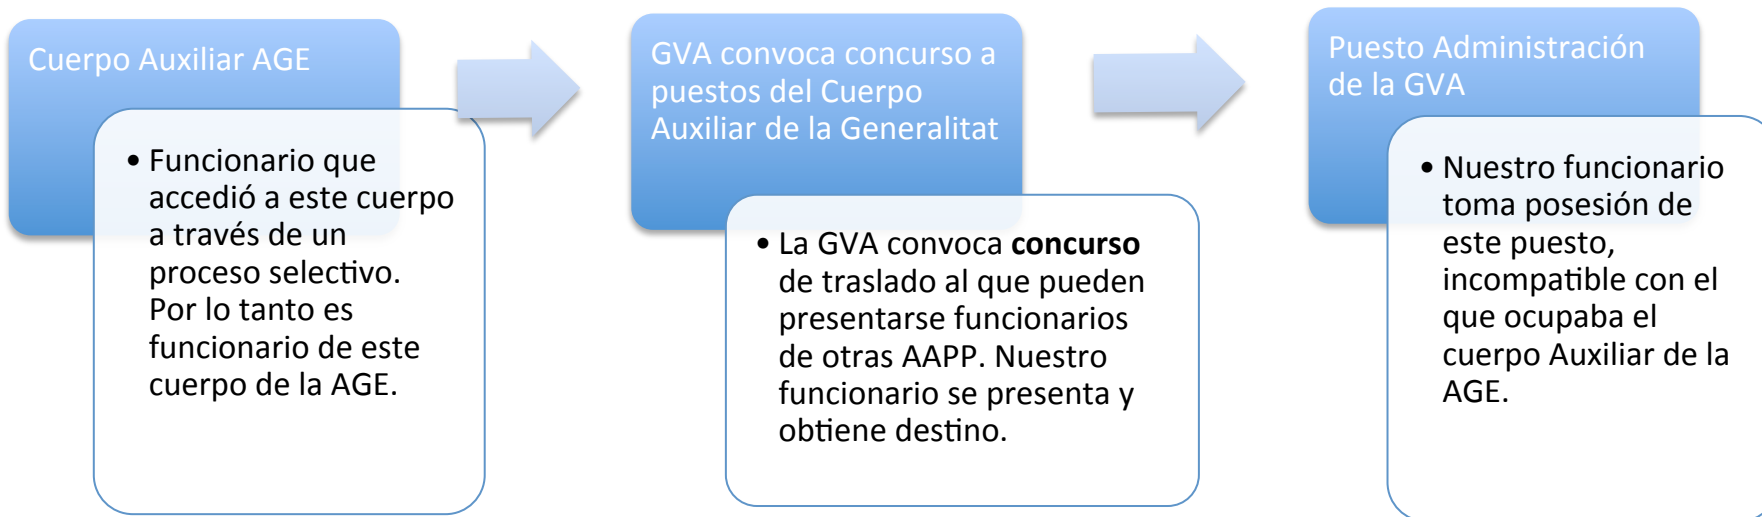 Cuerpo Auxiliar AGE
• Funcionario que
accedió a este cuerpo
a través de un
proceso selectivo.
Por lo tanto es
funcionario de este
cuerpo de la AGE.
GVA convoca concurso a
puestos del Cuerpo
Auxiliar de la Generalitat
• La GVA convoca concurso
de traslado al que pueden
presentarse funcionarios
de otras AAPP. Nuestro
funcionario se presenta y
obtiene destino.
Puesto Administración
de la GVA
• Nuestro funcionario
toma posesión de
este puesto,
incompatible con el
que ocupaba el
cuerpo Auxiliar de la
AGE.